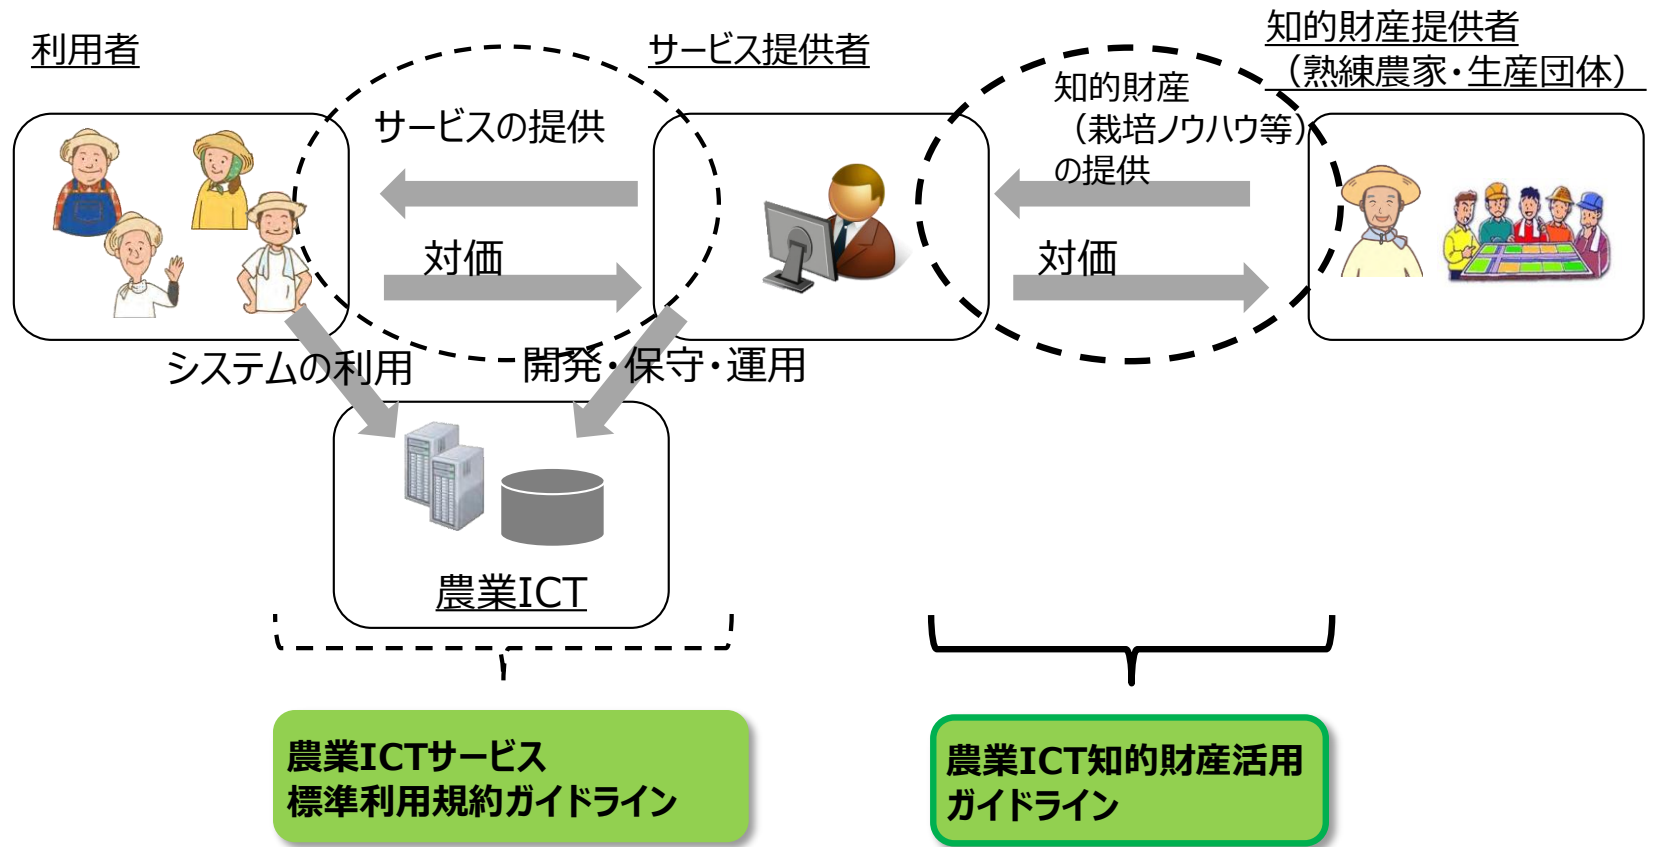 利用者
サービス提供者
知的財産提供者
（熟練農家・生産団体）
サービスの提供
対価
知的財産
（栽培ノウハウ等）
の提供
対価
システムの利用
開発・保守・運用
農業ICT
農業ICTサービス
標準利用規約ガイドライン
農業ICT知的財産活用
ガイドライン